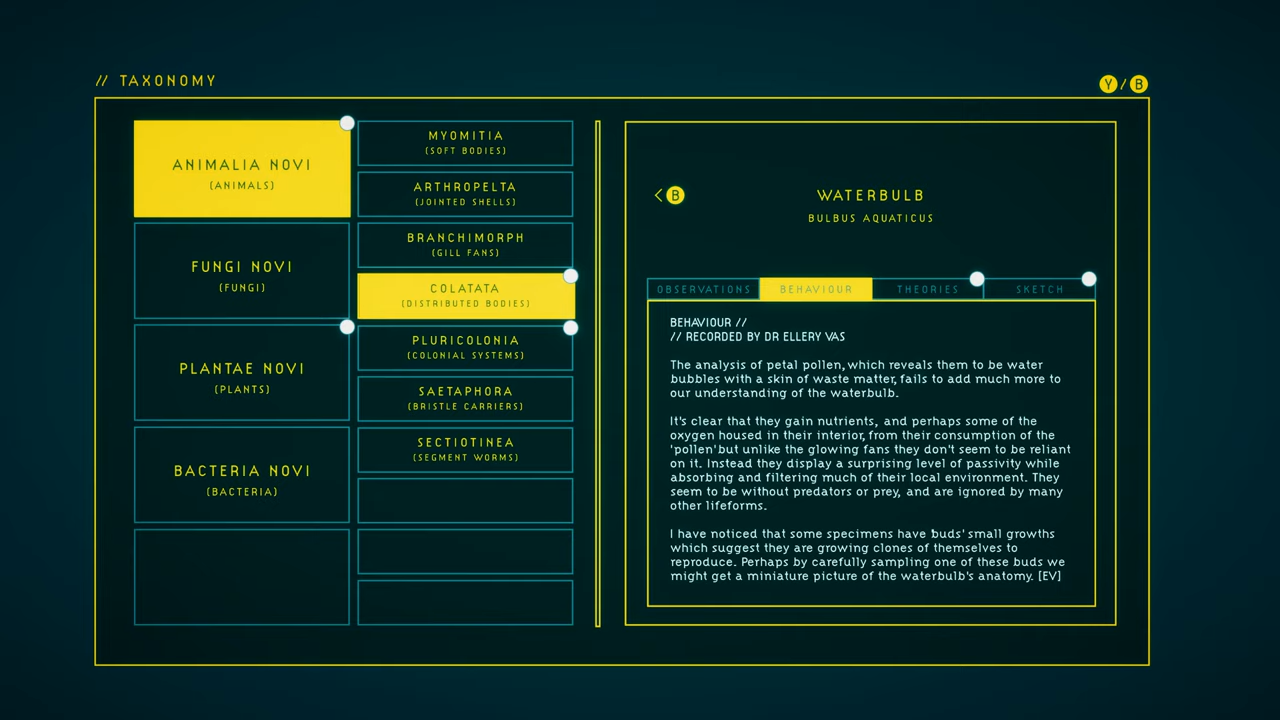 // TAXONOMY
Y / B
ANIMALIA NOVI
(ANIMALS)
FUNGI NOVI
(FUNGI)
PLANTAE NOVI
(PLANTS)
BACTERIA NOVI
(BACTERIA)
MYOMITIA
(SOFT BODIES)
ARTHROPELTA
(JOINTED SHELLS)
BRANCHIMORPH
(GILL FANS)
COLATATA
(DISTRIBUTED BODIES)
PLURICOLONIA
(COLONIAL SYSTEMS)
SAETAPHORA
(BRISTLE CARRIERS)
SECTIOTINEA
(SEGMENT WORMS)
< B
WATERBULB
BULBUS AQUATICUS
OBSERVATIONS BEHAVIOUR THEORIES SKETCH
BEHAVIOUR //
// RECORDED BY DR ELLERY VAS
The analysis of petal pollen, which reveals them to be water
bubbles with a skin of waste matter, fails to add much more to
our understanding of the waterbulb.
It's clear that they gain nutrients, and perhaps some of the
oxygen housed in their interior, from their consumption of the
'pollen' but unlike the glowing fans they don't seem to be reliant
on it. Instead they display a surprising level of passivity while
absorbing and filtering much of their local environment. They
seem to be without predators or prey, and are ignored by many
other lifeforms.
I have noticed that some specimens have 'buds' small growths
which suggest they are growing clones of themselves to
reproduce. Perhaps by carefully sampling one of these buds we
might get a miniature picture of the waterbulb's anatomy. [EV]